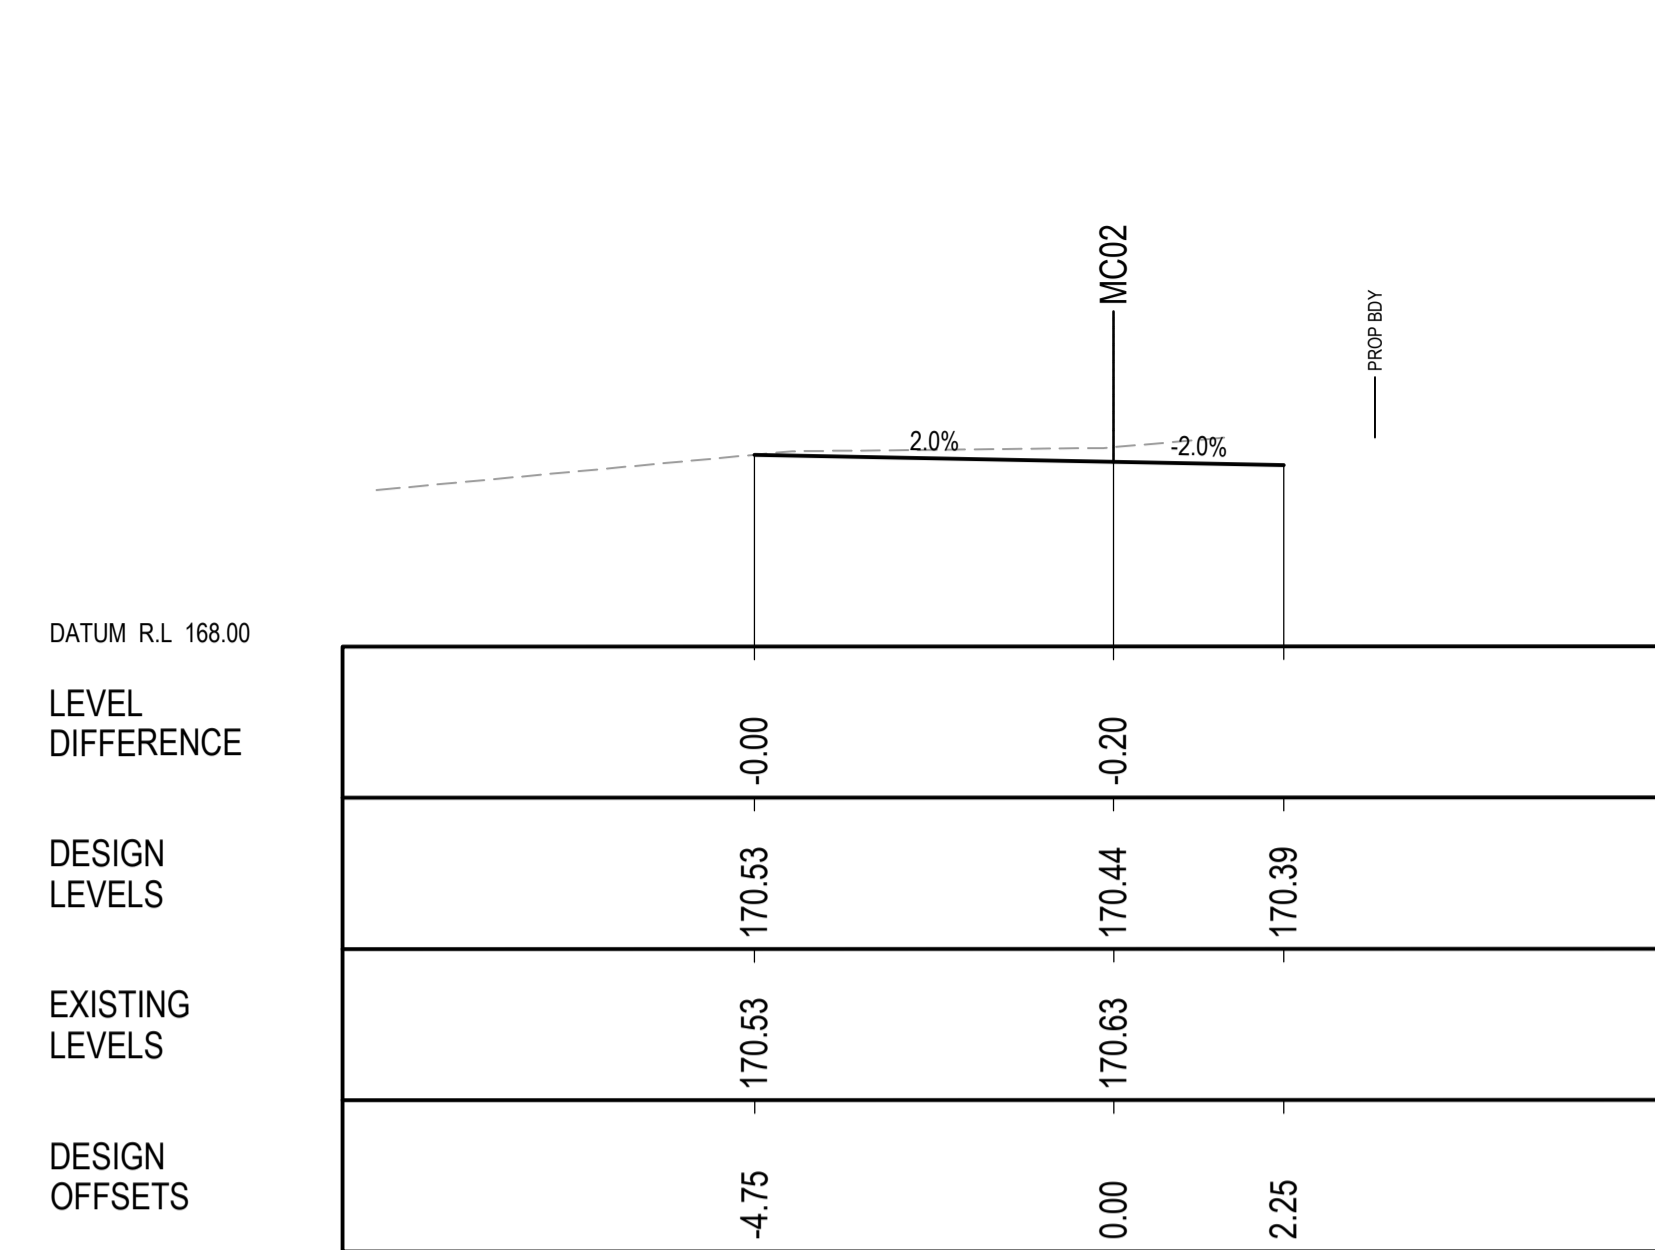 MC02
PROP BDY
2.0%
-2.0%
DATUM R.L 168.00
LEVEL
DIFFERENCE
-0.00
-0.20
DESIGN
LEVELS
170.53
170.44
170.39
EXISTING
LEVELS
170.53
170.63
DESIGN
OFFSETS
-4.75
0.00
2.25